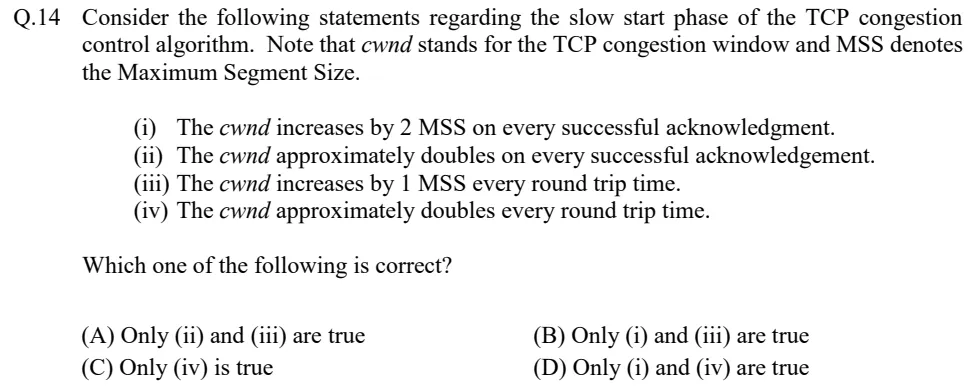 Q.14 Consider the following statements regarding the slow start phase of the TCP congestion
control algorithm. Note that cwnd stands for the TCP congestion window and MSS denotes
the Maximum Segment Size.
(i) The cwnd increases by 2 MSS on every successful acknowledgment.
(ii) The cwnd approximately doubles on every successful acknowledgement.
(iii) The cwnd increases by 1 MSS every round trip time.
(iv) The cwnd approximately doubles every round trip time.
Which one of the following is correct?
(A) Only (ii) and (iii) are true (B) Only (i) and (iii) are true
(C) Only (iv) is true (D) Only (i) and (iv) are true